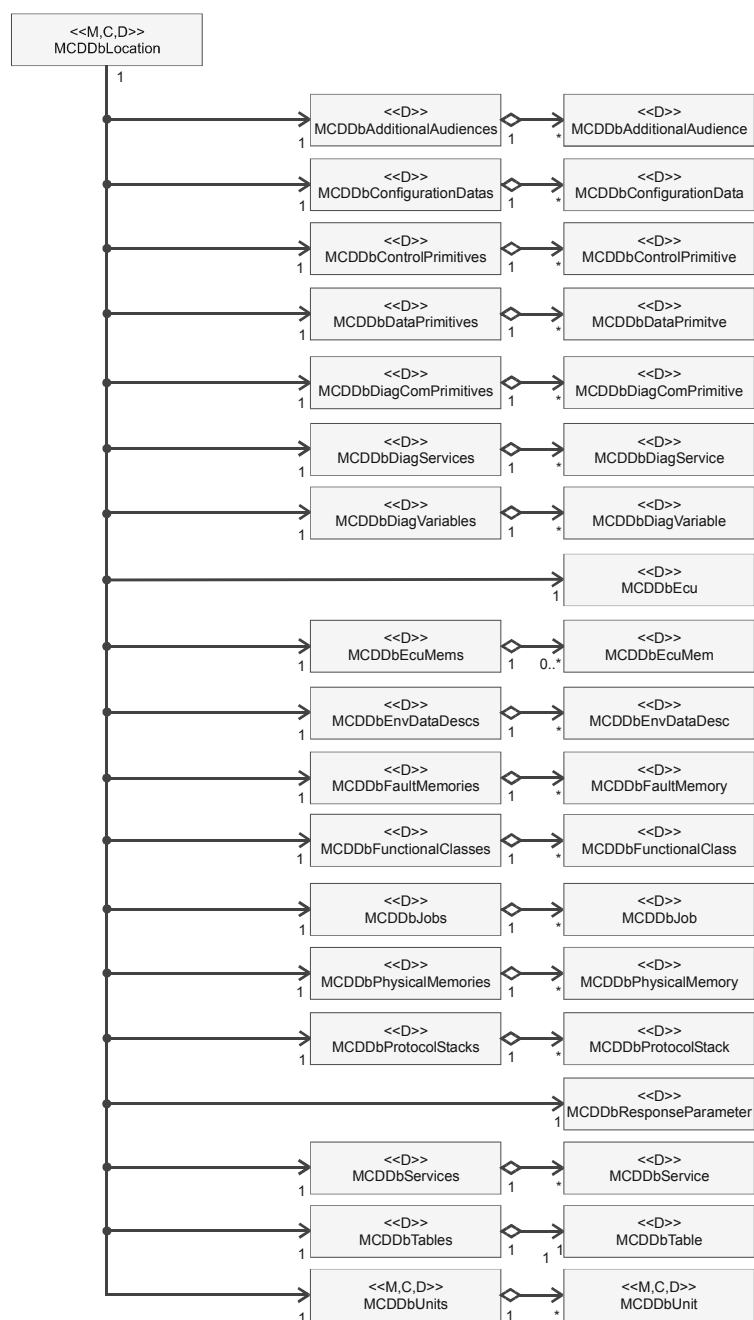 <<M,C,D>>
MCDDbLocation
1
<<D>>
MCDDbAdditionalAudiences
<<D>>
MCDDbAdditionalAudience
1 1 *
<<D>>
MCDDbConfigurationDatas
<<D>>
MCDDbConfigurationData
1 1 *
<<D>>
MCDDbControlPrimitives
<<D>>
MCDDbControlPrimitive
1 1 *
<<D>>
MCDDbDataPrimitives
<<D>>
MCDDbDataPrimitve
1 1 *
<<D>>
MCDDbDiagComPrimitives
<<D>>
MCDDbDiagComPrimitive
1 1 *
<<D>>
MCDDbDiagServices
<<D>>
MCDDbDiagService
1 1 *
<<D>>
MCDDbDiagVariables
<<D>>
MCDDbDiagVariable
1 1 *
<<D>>
MCDDbEcu
1
<<D>>
MCDDbEcuMems
<<D>>
MCDDbEcuMem
1 1 0..*
<<D>>
MCDDbEnvDataDescs
<<D>>
MCDDbEnvDataDesc
1 1 *
<<D>>
MCDDbFaultMemories
<<D>>
MCDDbFaultMemory
1 1 *
<<D>>
MCDDbFunctionalClasses
<<D>>
MCDDbFunctionalClass
1 1 *
<<D>>
MCDDbJobs
<<D>>
MCDDbJob
1 1 *
<<D>>
MCDDbPhysicalMemories
<<D>>
MCDDbPhysicalMemory
1 1 *
<<D>>
MCDDbProtocolStacks
<<D>>
MCDDbProtocolStack
1 1 *
<<D>>
MCDDbResponseParameter
1
<<D>>
MCDDbServices
<<D>>
MCDDbService
1 1 *
<<D>>
MCDDbTables
<<D>>
MCDDbTable
1 1 1 1
<<M,C,D>>
MCDDbUnits
<<M,C,D>>
MCDDbUnit
1 1 *